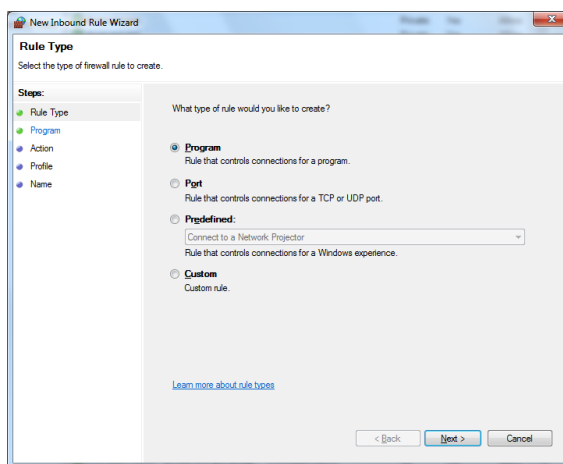 New Inbound Rule Wizard
Rule Type
Select the type of firewall rule to create.
Steps:
Rule Type
Program
Action
Profile
Name
What type of rule would you like to create?
Program
Rule that controls connections for a program.
Port
Rule that controls connections for a TCP or UDP port.
Predefined:
Connect to a Network Projector
Rule that controls connections for a Windows experience.
Custom
Custom rule.
Learn more about rule types
< Back
Next >
Cancel